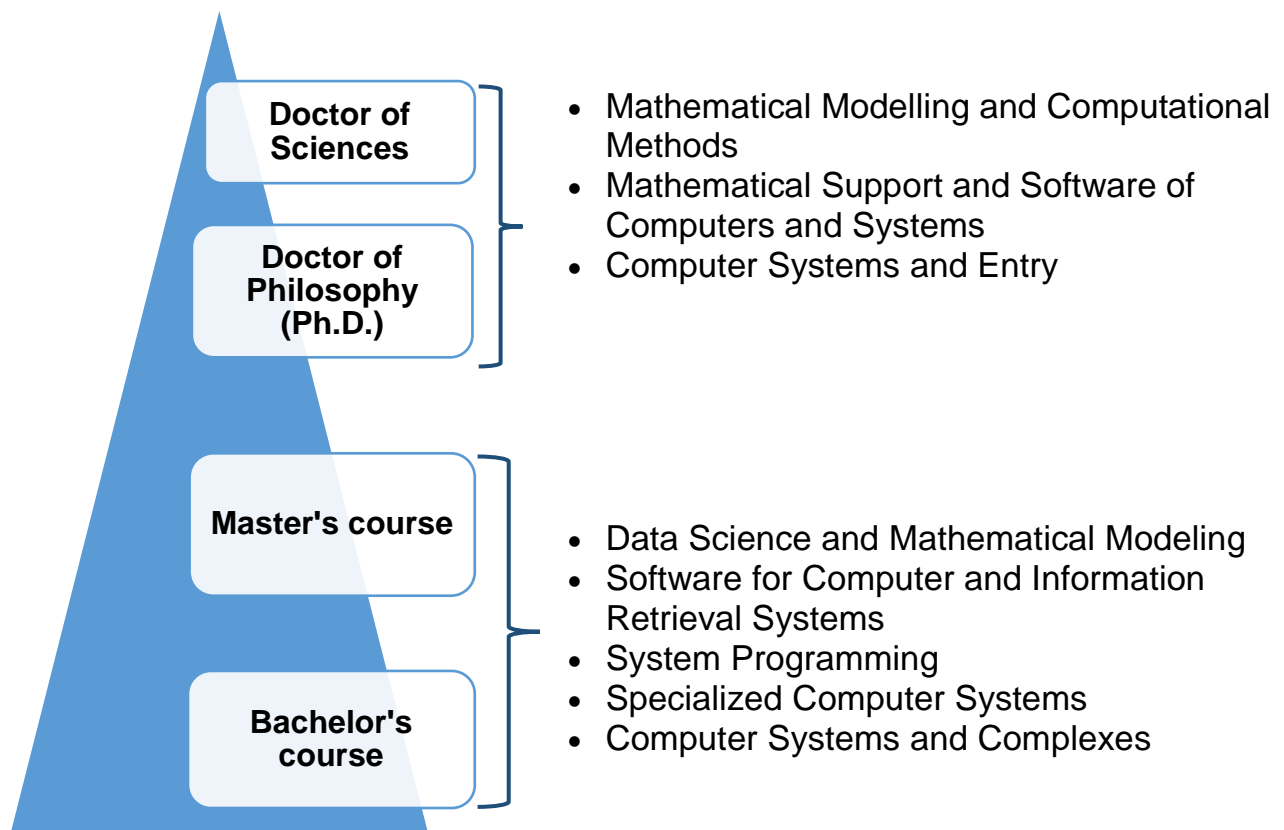 Doctor of
Sciences
Doctor of
Philosophy
(Ph.D.)
• Mathematical Modelling and Computational
Methods
• Mathematical Support and Software of
Computers and Systems
• Computer Systems and Entry
Master's course
Bachelor's
course
• Data Science and Mathematical Modeling
• Software for Computer and Information
Retrieval Systems
• System Programming
• Specialized Computer Systems
• Computer Systems and Complexes